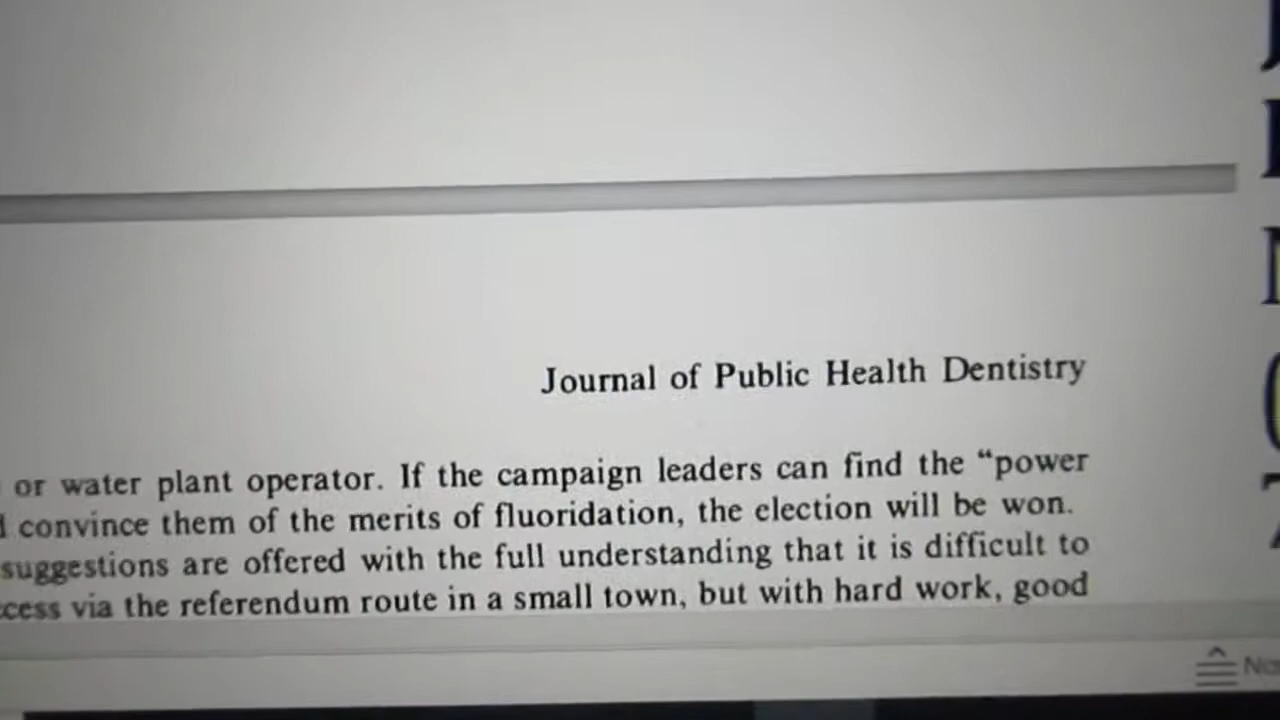 Journal of Public Health Dentistry
or water plant operator. If the campaign leaders can find the “power
convince them of the merits of fluoridation, the election will be won.
suggestions are offered with the full understanding that it is difficult to
via the referendum route in a small town, but with hard work, good